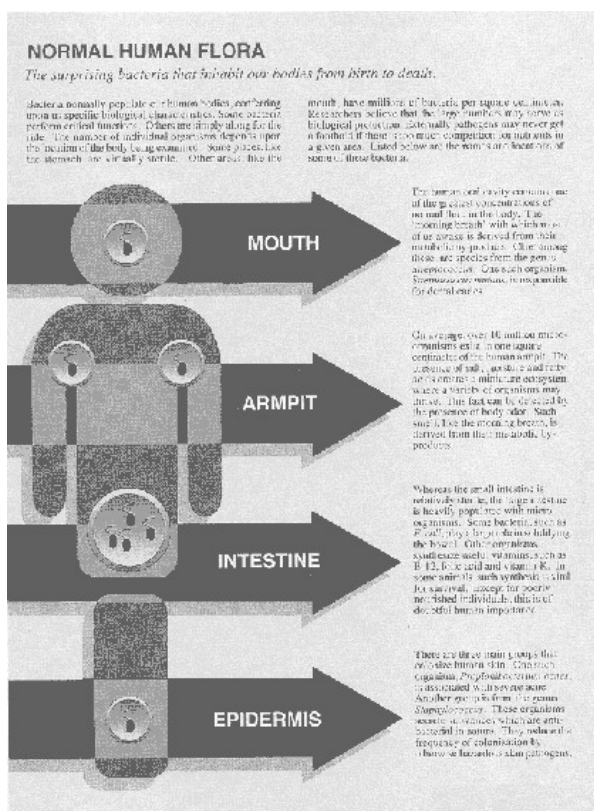 NORMAL HUMAN FLORA
The surprising bacteria that inhabit our bodies from birth to death.
Bacteria normally populate our human bodies, conferring
upon us specific biological characteristics. Some bacteria
perform critical functions. Others are simply along for the
ride. The number of individual organisms depends upon
the location of the body being examined. Some places, like
the stomach, are virtually sterile. Other areas, like the
mouth, have millions of bacteria per square centimeter.
Researchers believe that the large numbers may serve as
biological protection. Externally pathogens may never get
a foothold if there is too much competition for nutrients in
a given area. Listed below are the names and locations of
some of these bacteria.
MOUTH
The human oral cavity contains one
of the greatest concentrations of
normal flora in the body. The
'morning breath' with which most
of us awake is derived from their
metabolic by-products. Chief among
these, are species from the genus
One such organism,
is responsible
for dental caries.
ARMPIT
On average, over 10 million micro-
organisms exist in one square
centimeter of the human armpit. The
presence of salt, moisture and fatty
acids creates a miniature ecosystem
where a variety of organisms may
thrive. This fact can be detected by
the presence of body odor. Such
smell, like the morning breath, is
derived from their metabolic by-
products.
INTESTINE
Whereas the small intestine is
relatively sterile, the large intestine
is heavily populated with micro
organisms. Some bacteria, such as
E. coli, play a large role in solidifying
the bowel. Other organisms,
synthesize useful vitamins, such as
B-12, folic acid and vitamin K. In
some animals, such synthesis is vital
for survival. Except for poorly
nourished individuals, this is of
doubtful human importance.
EPIDERMIS
There are three main groups that
colonise human skin. One such
organism, Propionibacterium acnes,
is associated with severe acne.
Another group is from the genus
These organisms
secrete substances which are anti-
bacterial in nature. They reduce the
frequency of colonisation by
otherwise hazardous skin pathogens.